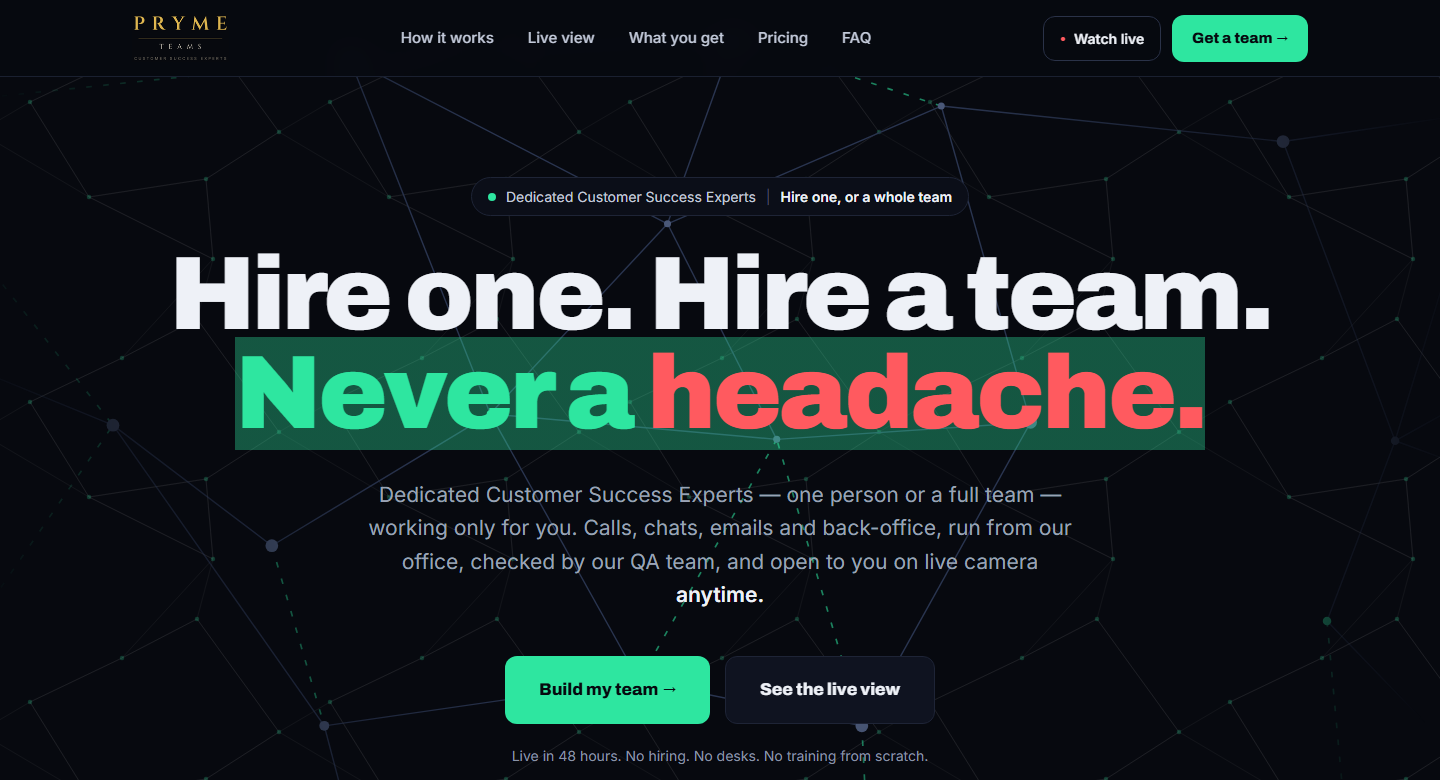 PRYME
TEAMS
CUSTOMER SUCCESS EXPERTS
How it works
Live view
What you get
Pricing
FAQ
Watch live
Get a team →
Dedicated Customer Success Experts | Hire one, or a whole team
Hire one. Hire a team.
Never a headache.
Dedicated Customer Success Experts — one person or a full team —
working only for you. Calls, chats, emails and back-office, run from our
office, checked by our QA team, and open to you on live camera
anytime.
Build my team →
See the live view
Live in 48 hours. No hiring. No desks. No training from scratch.